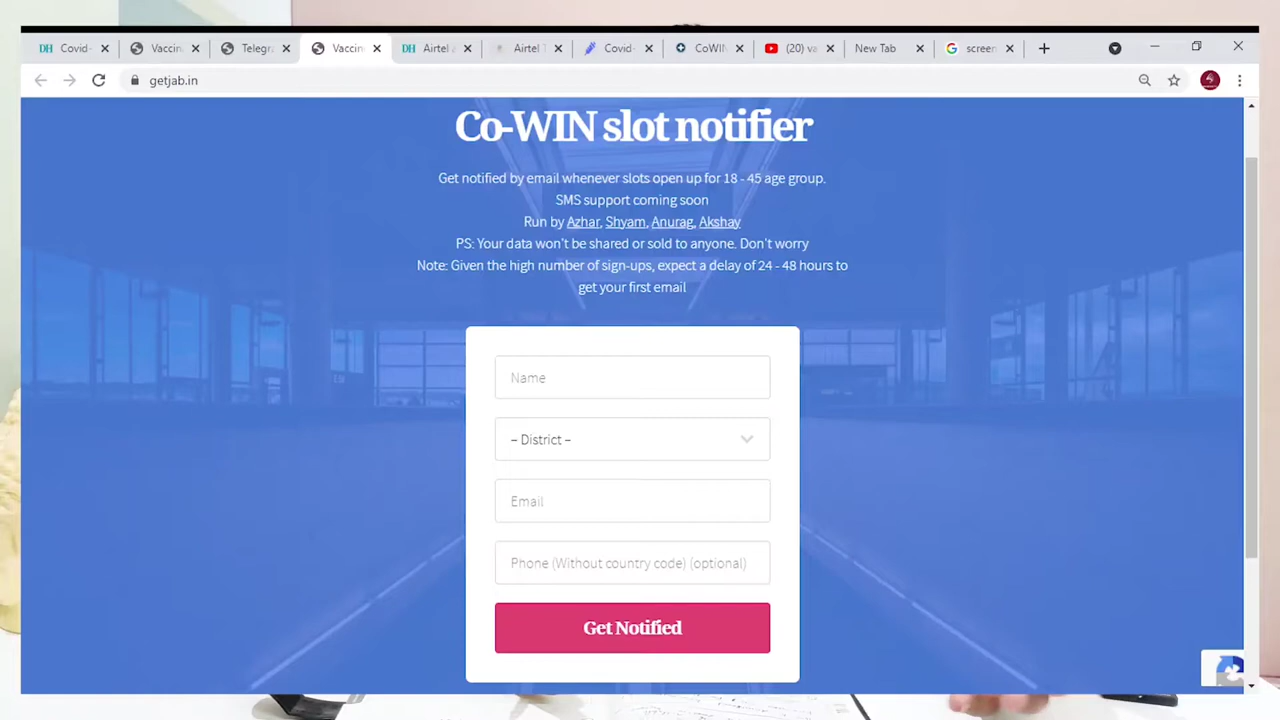 Covid-
Vaccin
Telegr
Vaccin
DH
Airtel a
Airtel T
Covid-
CoWIN
(20) va
New Tab
screen
getjab.in
Co-WIN slot notifier
Get notified by email whenever slots open up for 18 - 45 age group.
SMS support coming soon
Run by Azhar, Shyam, Anurag, Akshay
PS: Your data won't be shared or sold to anyone. Don't worry
Note: Given the high number of sign-ups, expect a delay of 24 - 48 hours to
get your first email
Name
– District –
Email
Phone (Without country code) (optional)
Get Notified